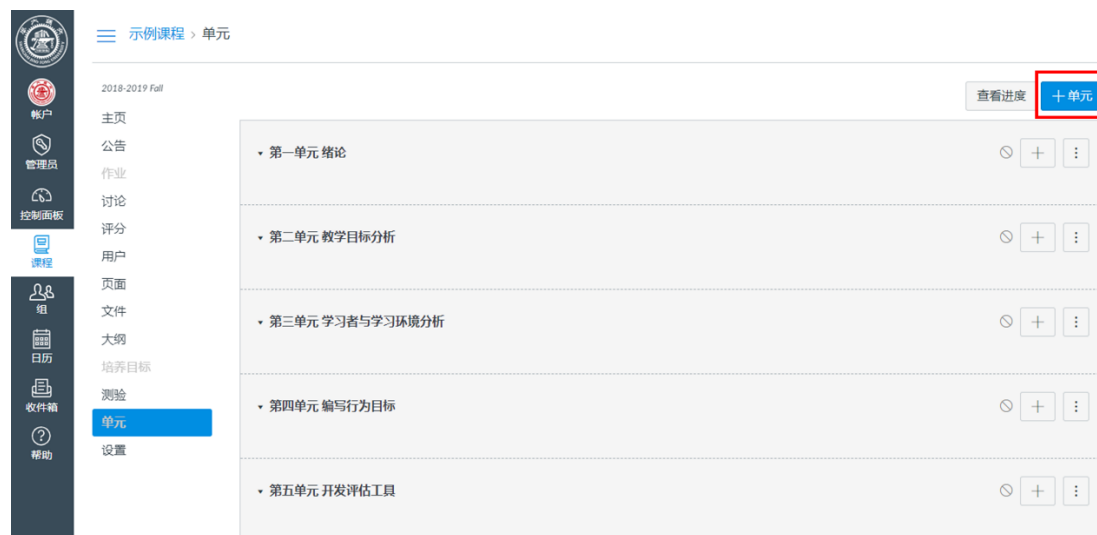 示例课程 › 单元
2018-2019 Fall
查看进度
＋单元
帐户
管理员
控制面板
课程
组
日历
收件箱
帮助
主页
公告
作业
讨论
评分
用户
页面
文件
大纲
培养目标
测验
单元
设置
第一单元 绪论
第二单元 教学目标分析
第三单元 学习者与学习环境分析
第四单元 编写行为目标
第五单元 开发评估工具